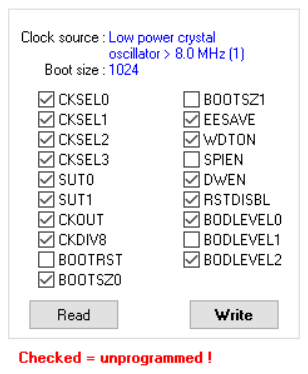 Clock source : Low power crystal
oscillator > 8.0 MHz (1)
Boot size : 1024
CKSEL0
CKSEL1
CKSEL2
CKSEL3
SUT0
SUT1
CKOUT
CKDIV8
BOOTRST
BOOTSZ0
BOOTSZ1
EESAVE
WDTON
SPIEN
DWEN
RSTDISBL
BODLEVEL0
BODLEVEL1
BODLEVEL2
Read
Write
Checked = unprogrammed !